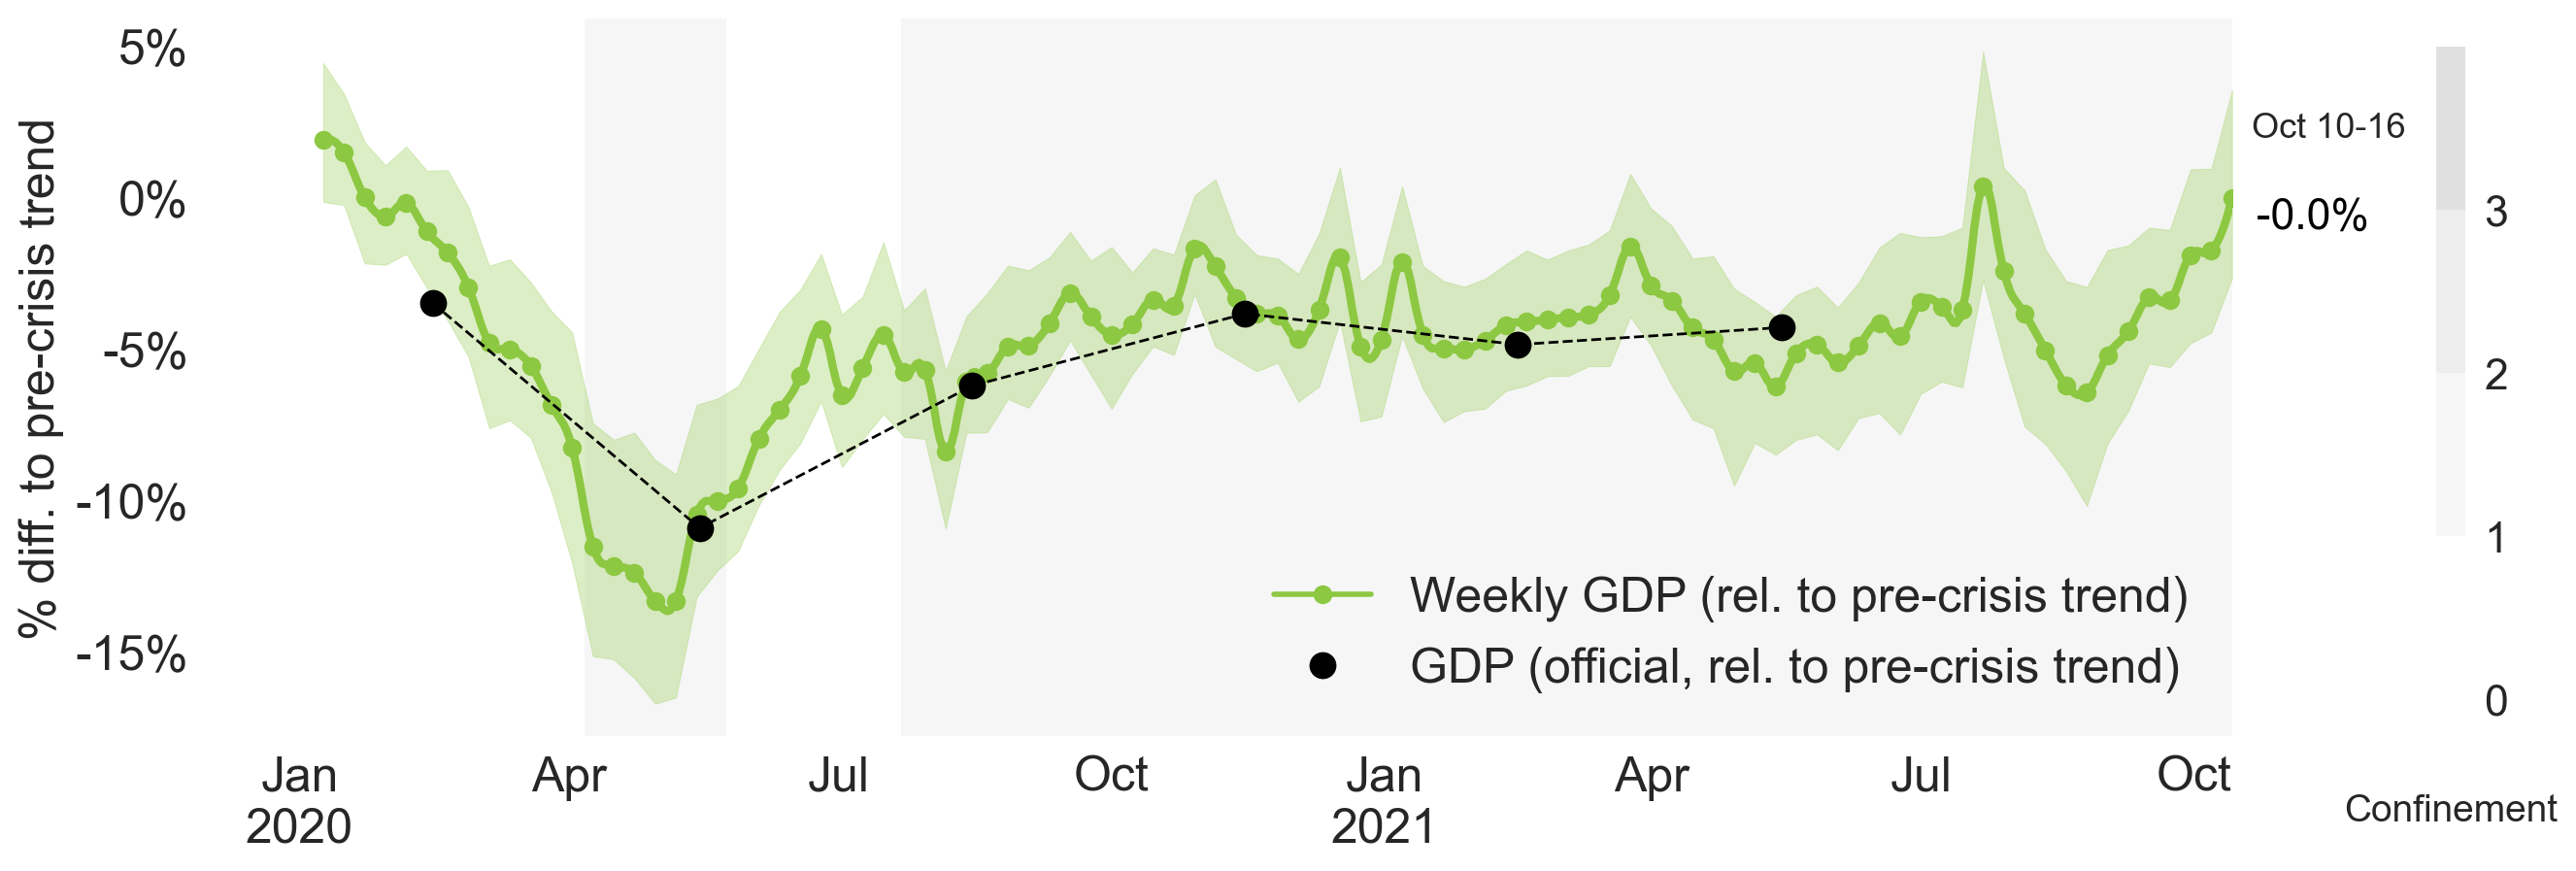 % diff. to pre-crisis trend
5%
0%
-5%
-10%
-15%
Jan
2020
Apr
Jul
Oct
Jan
2021
Apr
Jul
Oct
Weekly GDP (rel. to pre-crisis trend)
GDP (official, rel. to pre-crisis trend)
Oct 10-16
-0.0%
3
2
1
0
Confinement